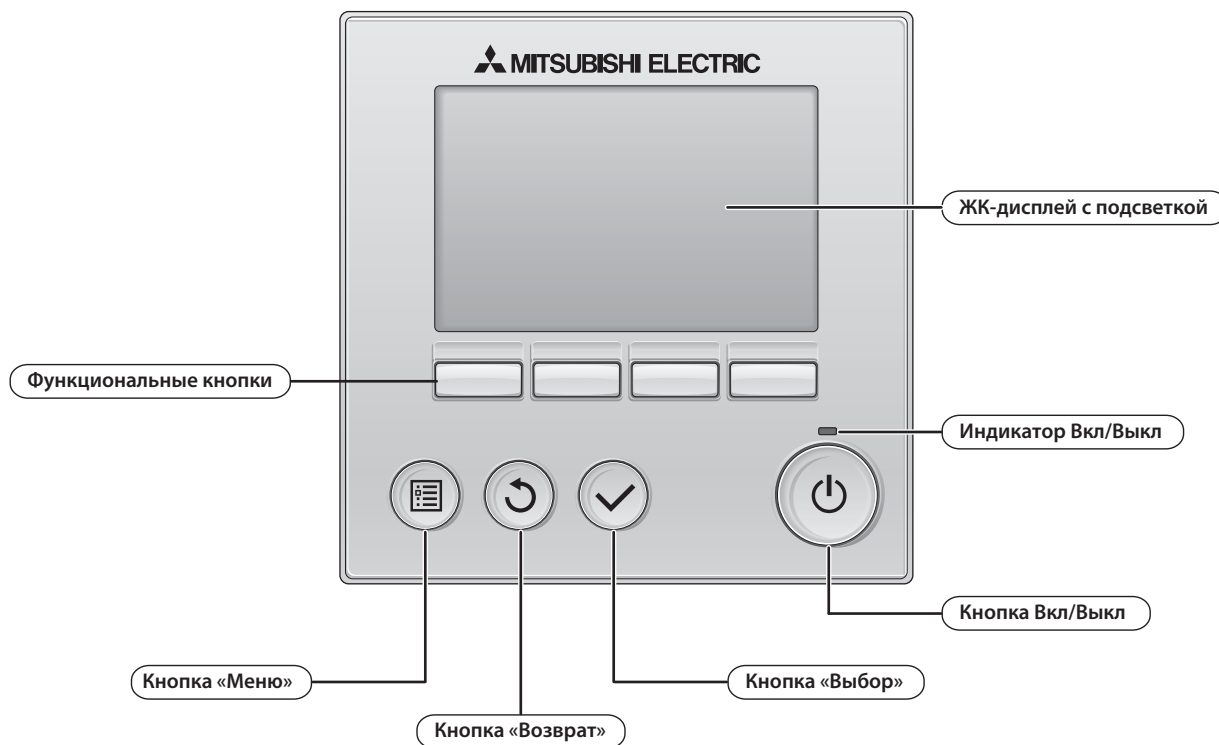 MITSUBISHI ELECTRIC
ЖК-дисплей с подсветкой
Функциональные кнопки
Индикатор Вкл/Выкл
Кнопка Вкл/Выкл
Кнопка «Меню»
Кнопка «Выбор»
Кнопка «Возврат»